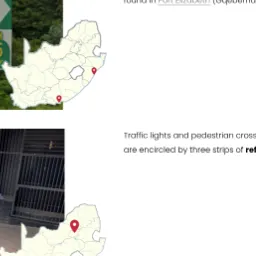 found in Port Elizabeth (Gqeberha
Traffic lights and pedestrian cross
are encircled by three strips of ref